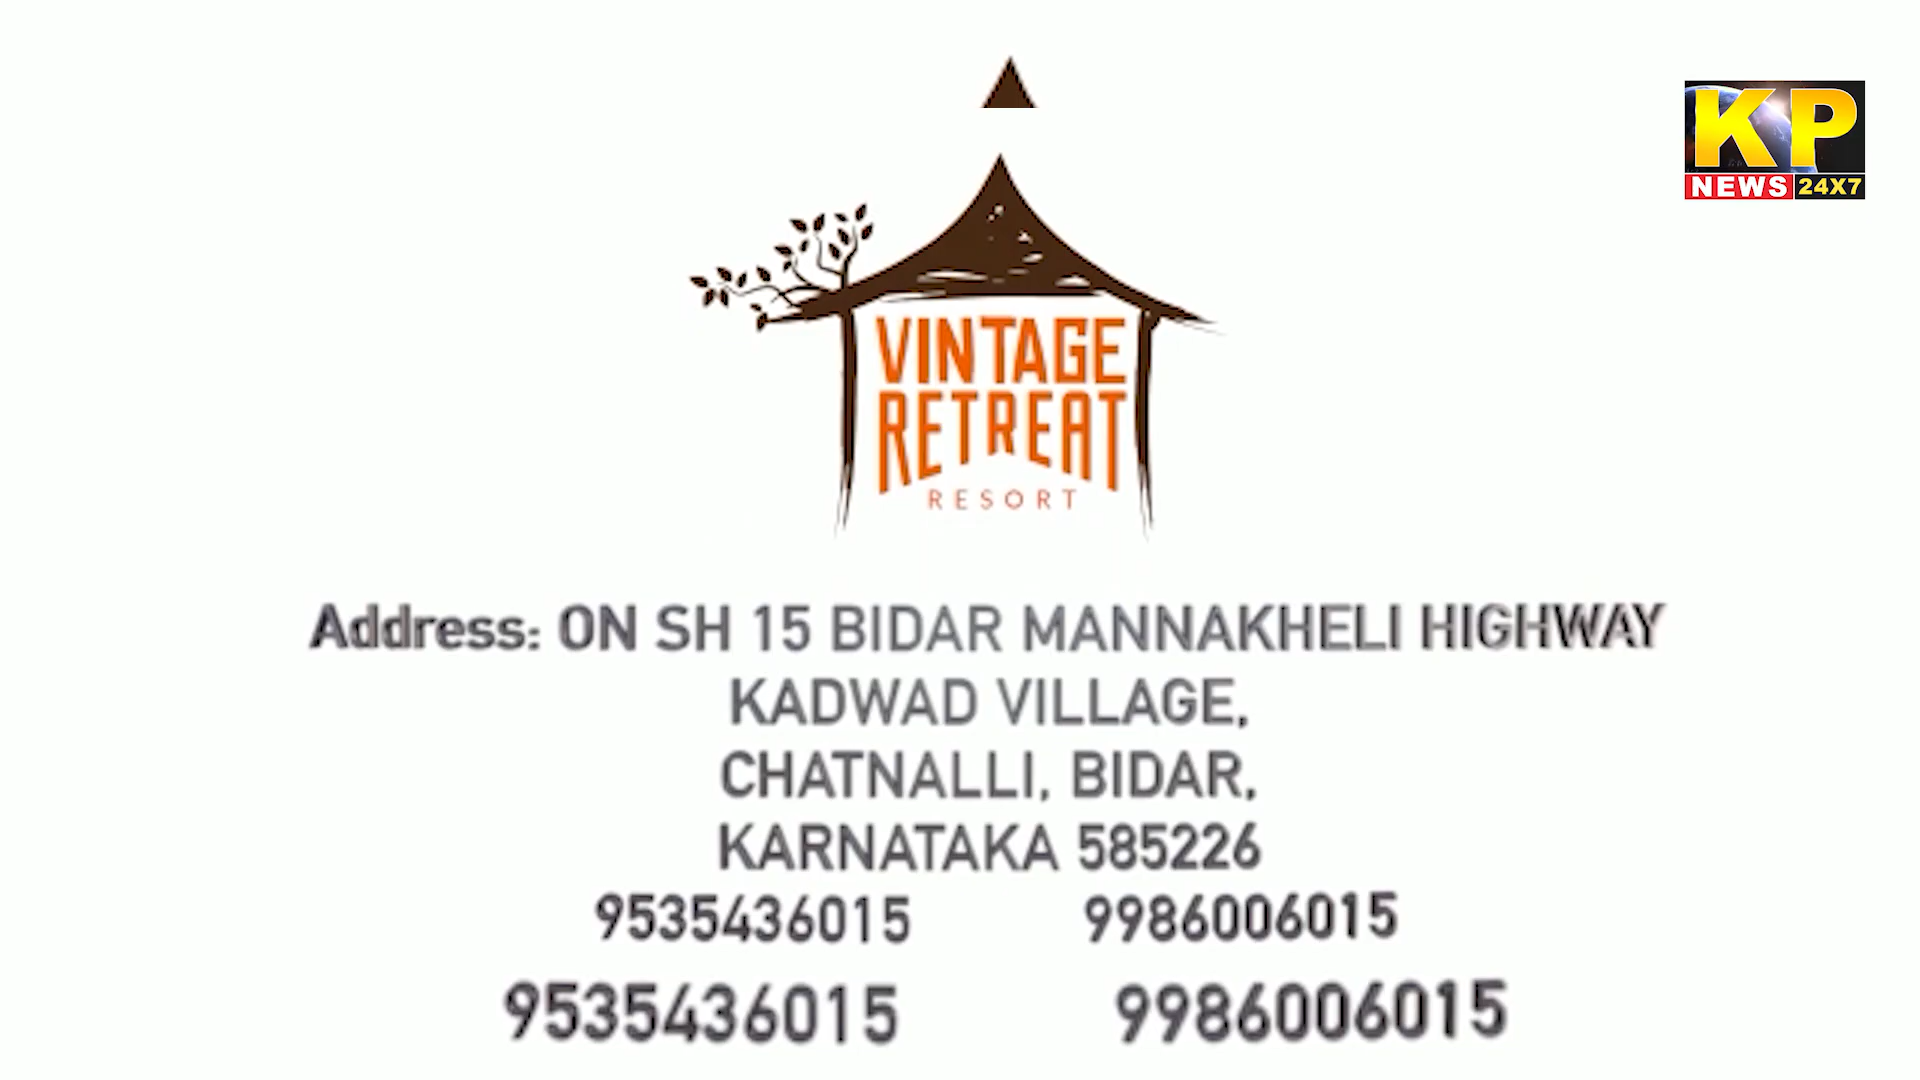 KP
NEWS 24X7
VINTAGE
RETREAT
RESORT
Address: ON SH 15 BIDAR MANNAKHELI HIGHWAY
KADWAD VILLAGE,
CHATNALLI, BIDAR,
KARNATAKA 585226
9535436015 9986006015
9535436015 9986006015